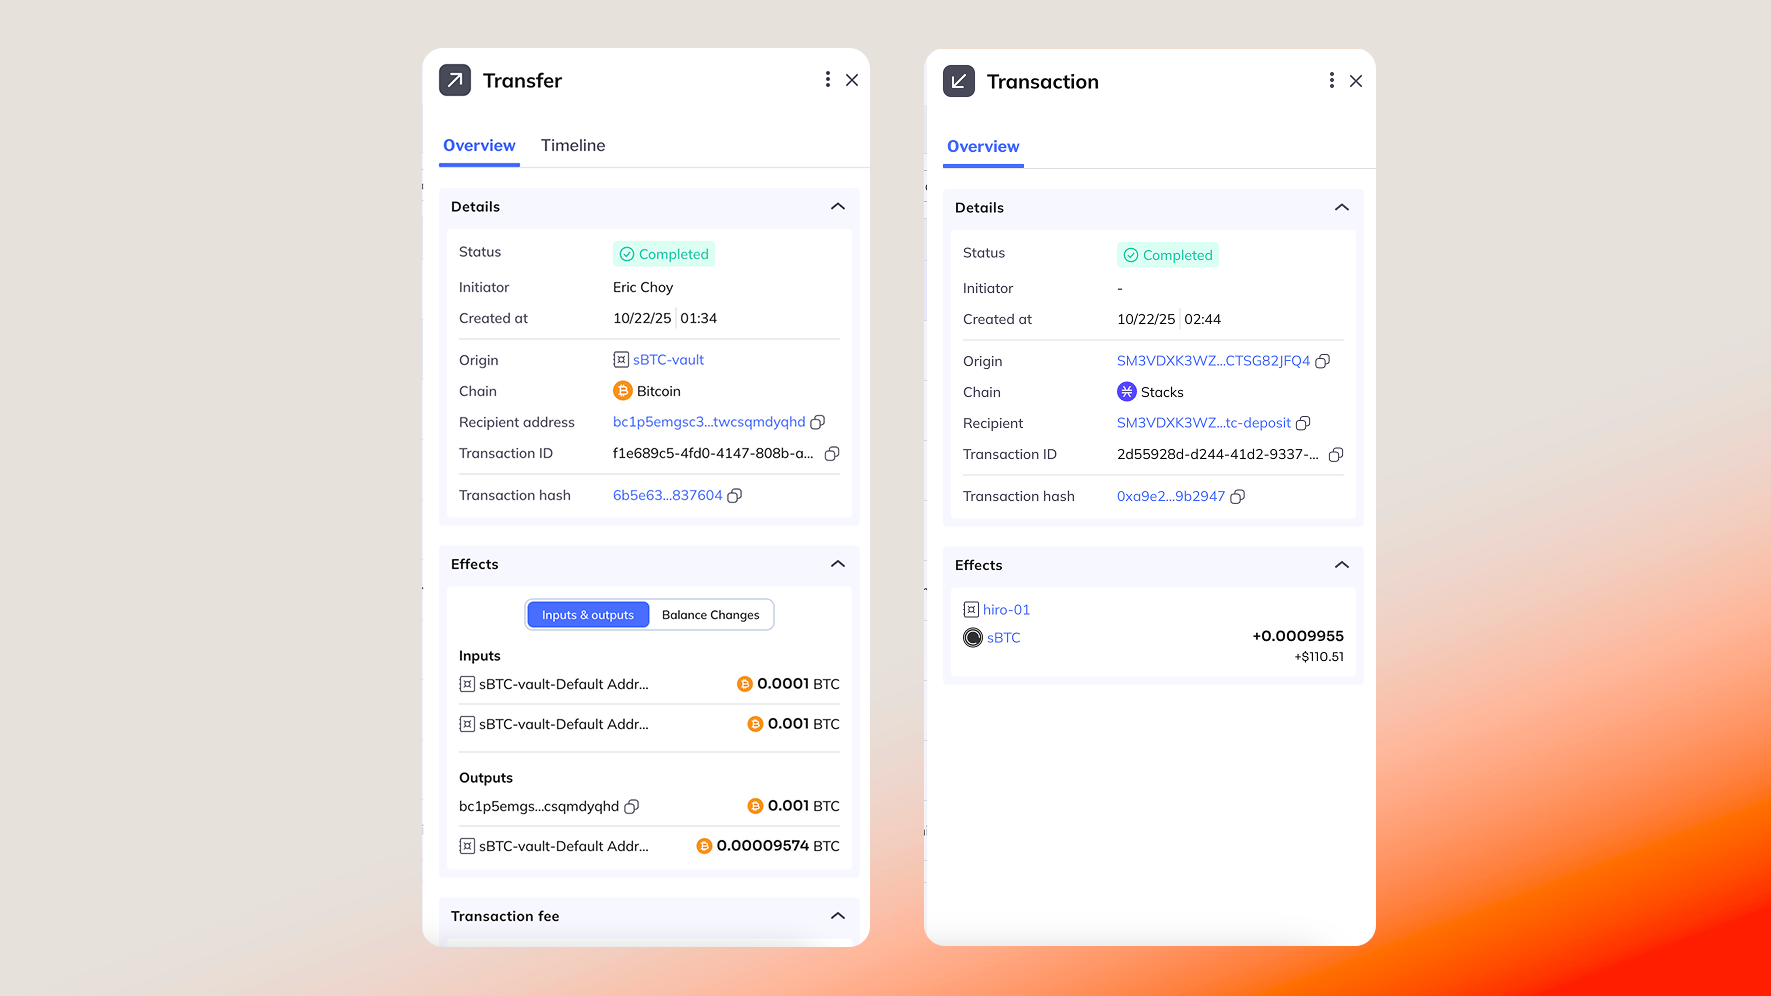 Transfer
Overview Timeline
Details
Status Completed
Initiator Eric Choy
Created at 10/22/25 01:34
Origin sBTC-vault
Chain Bitcoin
Recipient address bc1p5emgsc3...twcsqmdyqhd
Transaction ID f1e689c5-4fd0-4147-808b-a...
Transaction hash 6b5e63...837604
Effects
Inputs & outputs Balance Changes
Inputs
sBTC-vault-Default Addr... 0.0001 BTC
sBTC-vault-Default Addr... 0.001 BTC
Outputs
bc1p5emgs...csqmdyqhd 0.001 BTC
sBTC-vault-Default Addr... 0.00009574 BTC
Transaction fee
Transaction
Overview
Details
Status Completed
Initiator -
Created at 10/22/25 02:44
Origin SM3VDXK3WZ...CTSG82JFQ4
Chain Stacks
Recipient SM3VDXK3WZ...tc-deposit
Transaction ID 2d55928d-d244-41d2-9337-...
Transaction hash 0xa9e2...9b2947
Effects
hiro-01
sBTC +0.0009955
+$110.51